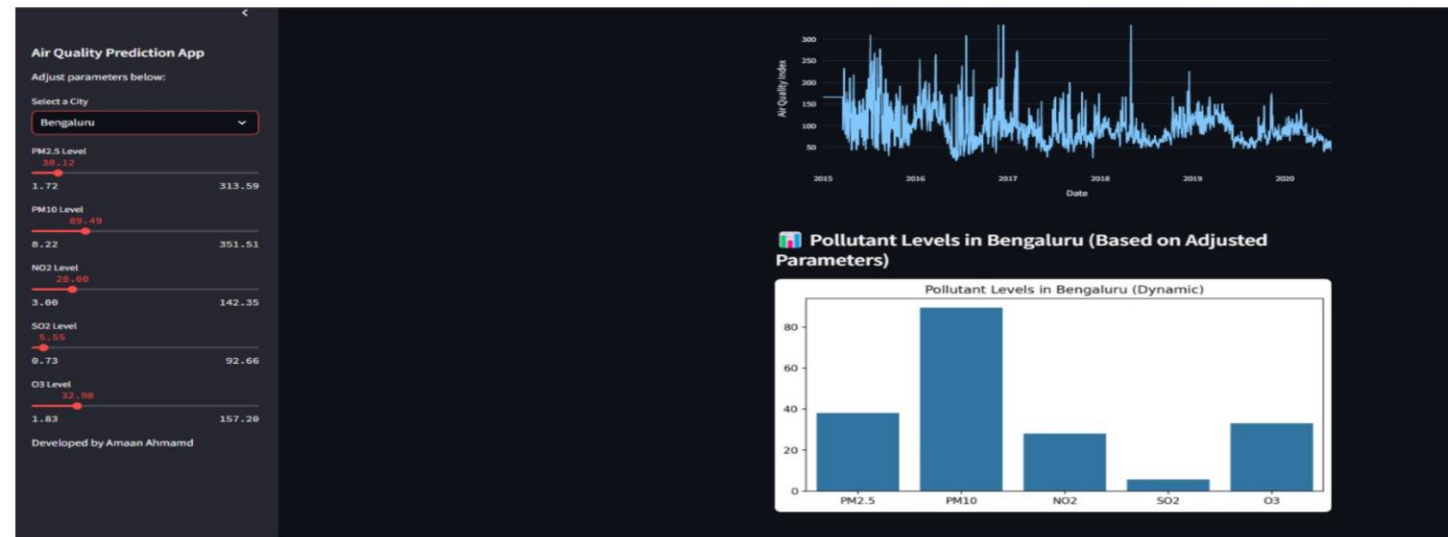 Air Quality Prediction App
Adjust parameters below:
Select a City
Bengaluru
PM2.5 Level
38.12
1.72 313.59
PM10 Level
89.49
8.22 351.51
NO2 Level
28.00
3.00 142.35
SO2 Level
5.55
0.73 92.66
O3 Level
32.98
1.83 157.20
Developed by Amaan Ahmamd
Air Quality Index
300
250
200
150
100
50
2015 2016 2017 2018 2019 2020
Date
Pollutant Levels in Bengaluru (Based on Adjusted
Parameters)
Pollutant Levels in Bengaluru (Dynamic)
80
60
40
20
0
PM2.5 PM10 NO2 SO2 O3